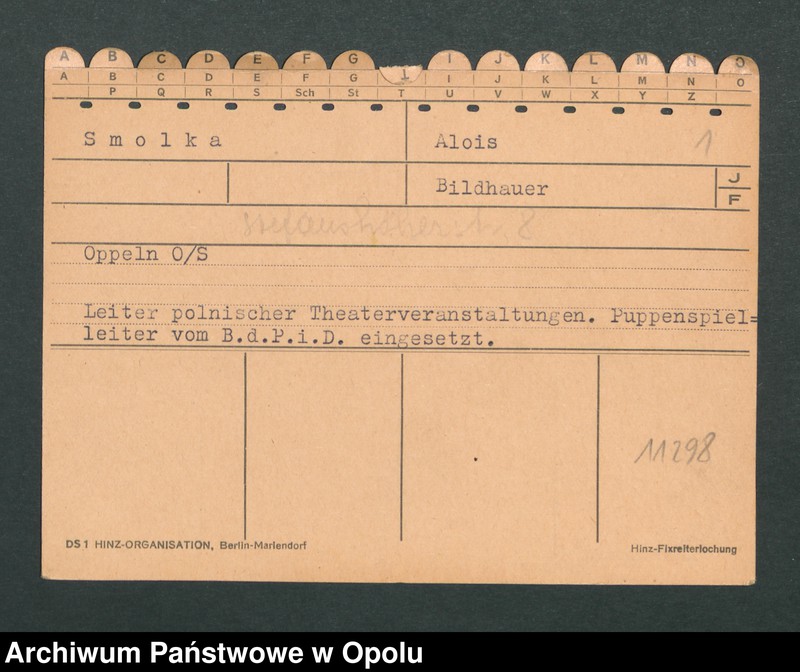 A B C D E F G T I J K L M N O
A B C D E F G I J K L M N O
P Q R S Sch St T U V W X Y Z
Smolka Alois 1
Bildhauer J
F
8
Oppeln O/S
Leiter polnischer Theaterveranstaltungen. Puppenspiel=
leiter vom B.d.P.i.D. eingesetzt.
11298
DS 1 HINZ-ORGANISATION, Berlin-Mariendorf Hinz-Fixreiterlochung
Archiwum Państwowe w Opolu